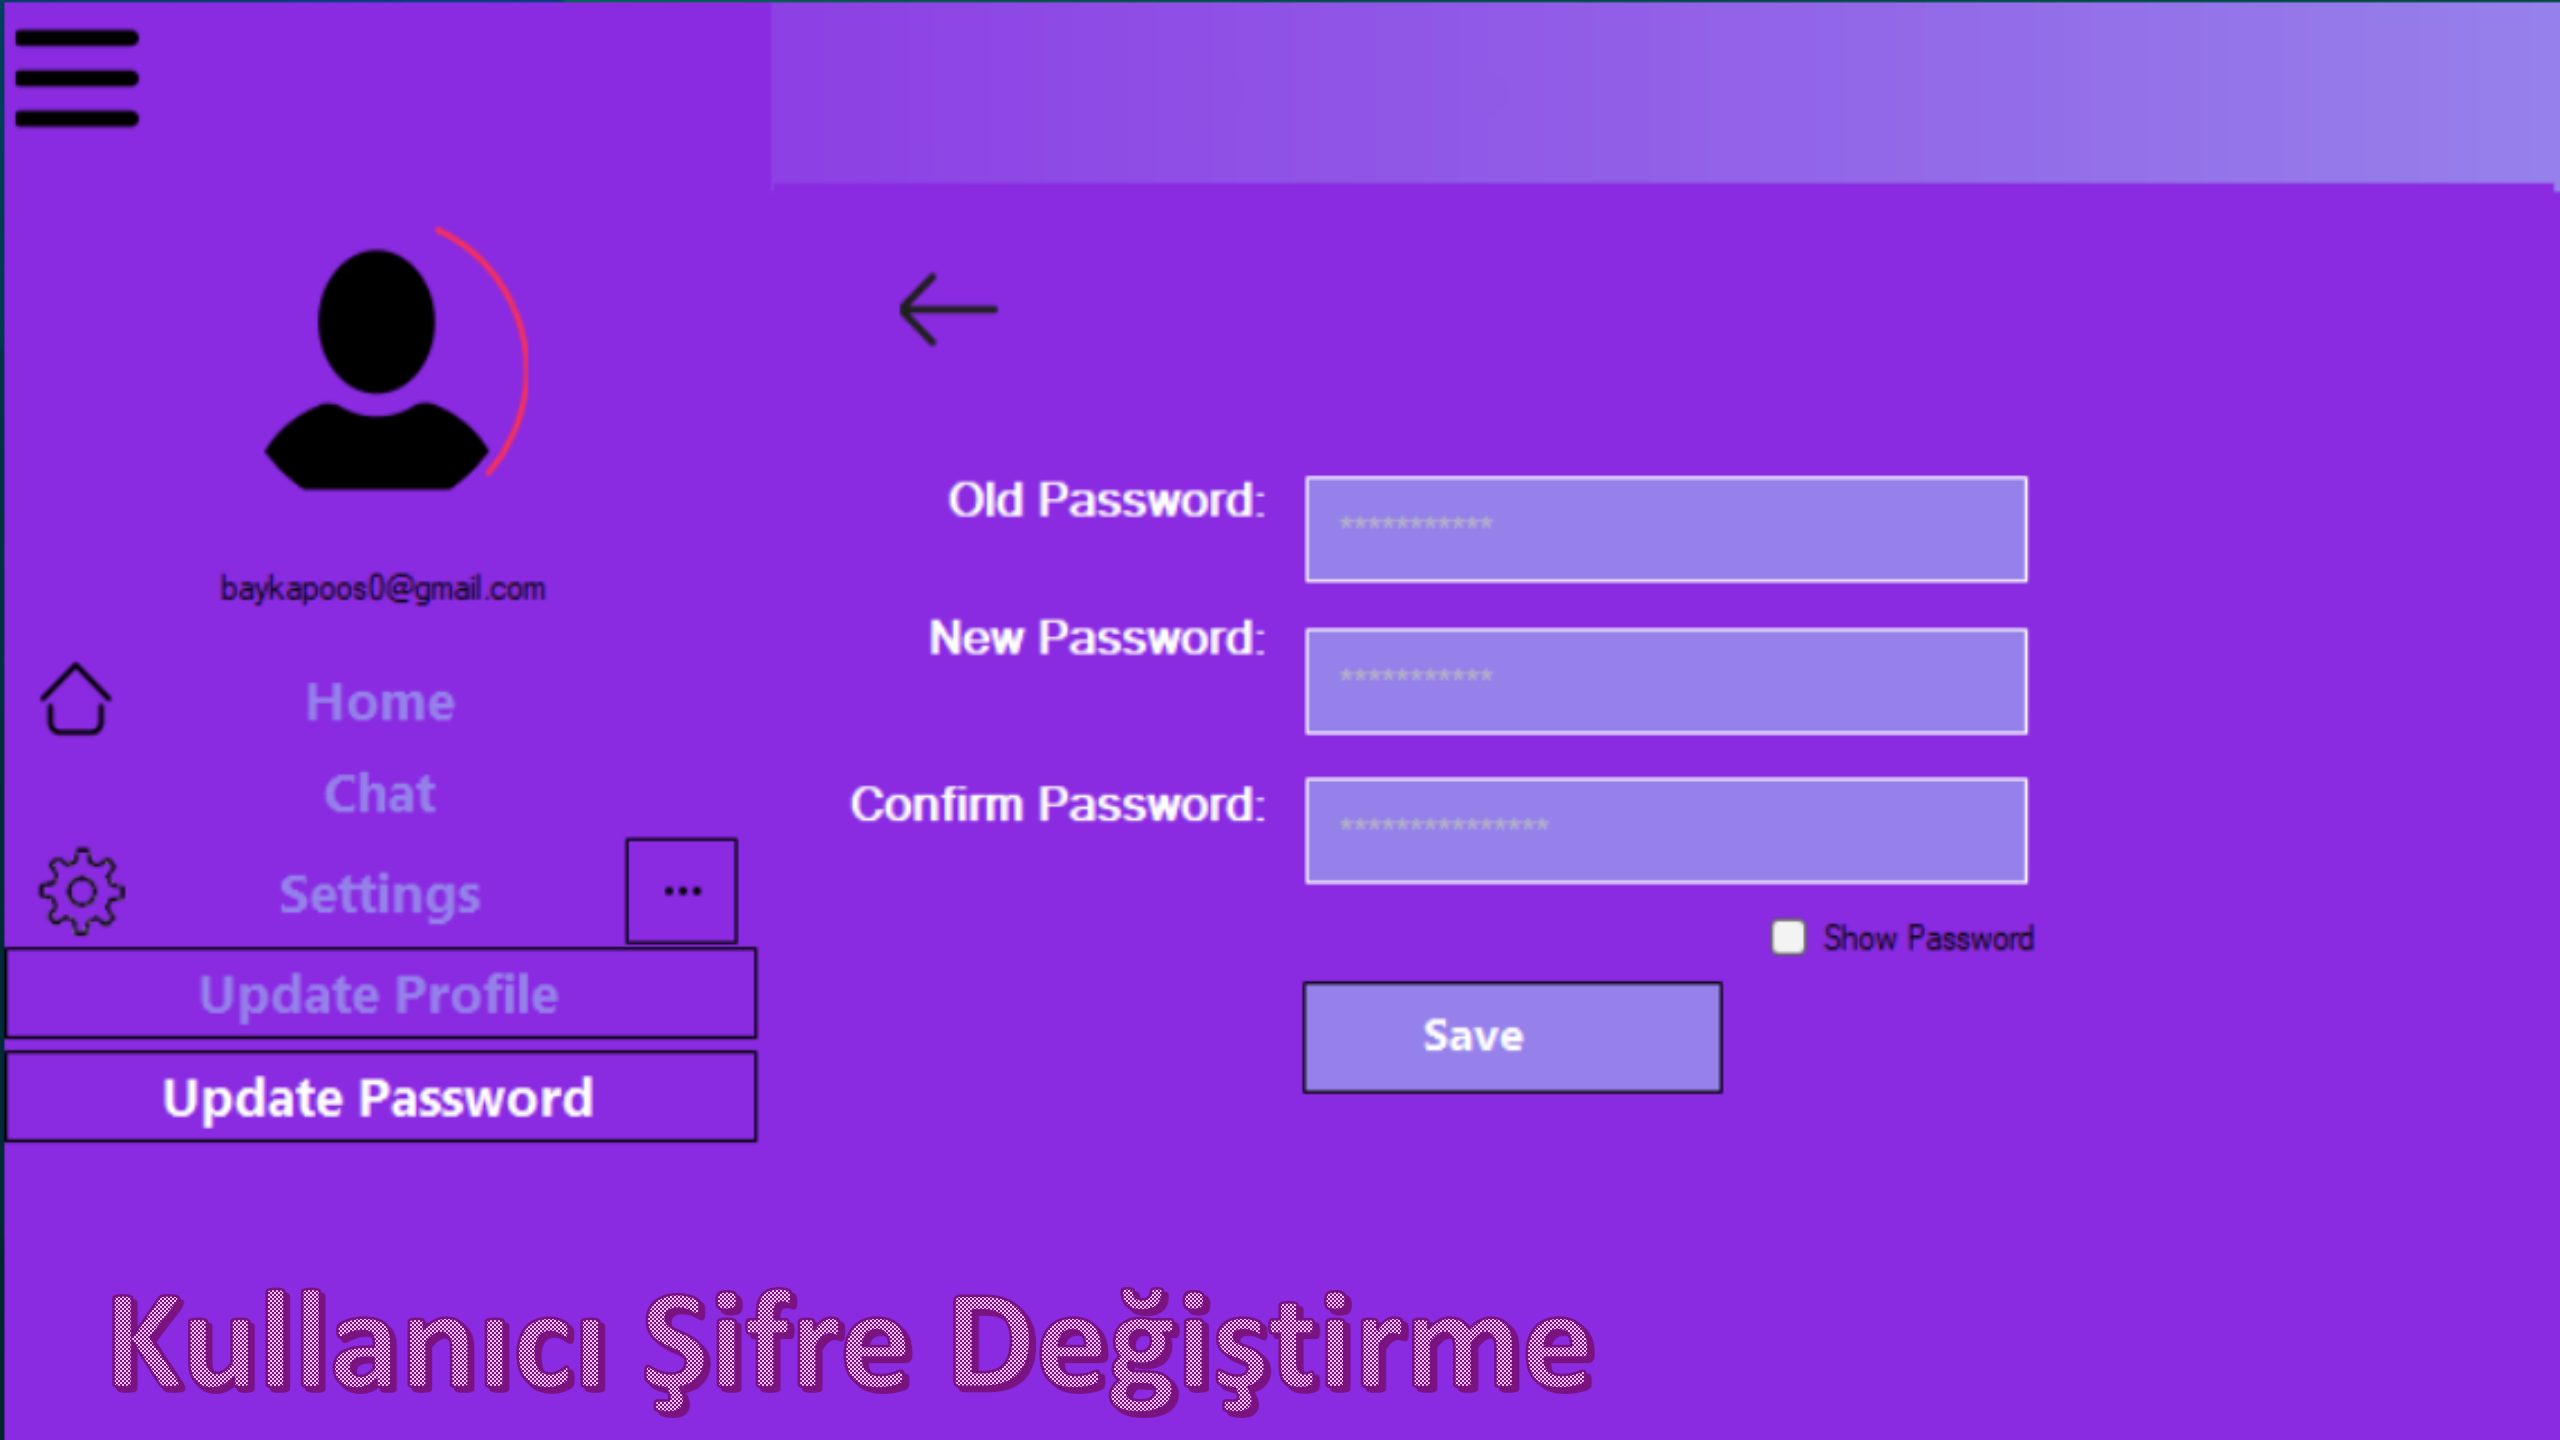 baykapoos0@gmail.com
Home
Chat
Settings
...
Update Profile
Update Password
Old Password:
***********
New Password:
***********
Confirm Password:
***************
Show Password
Save
Kullanıcı Şifre Değiştirme